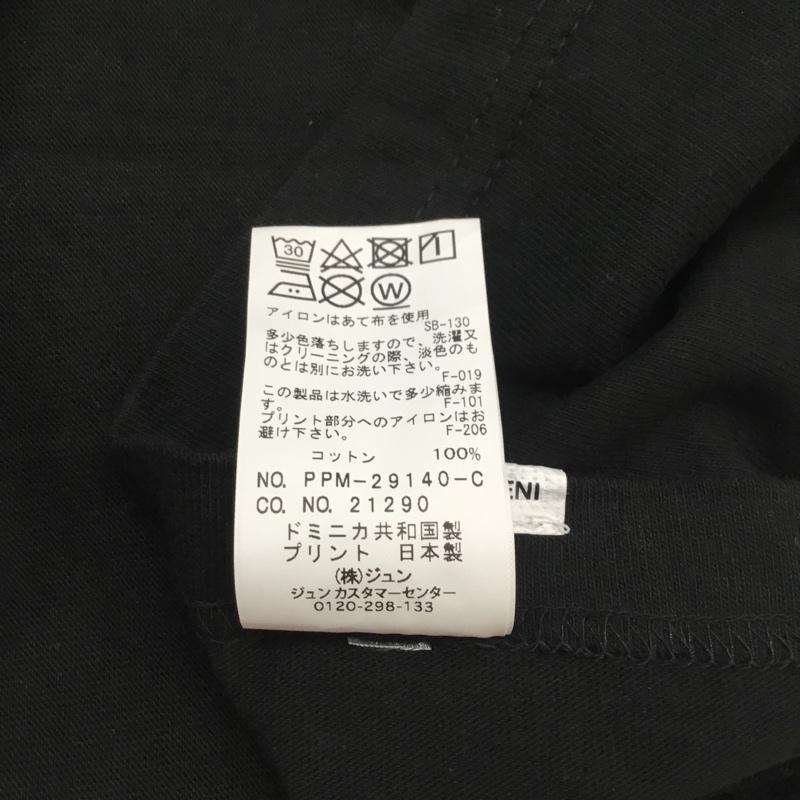 30
W
アイロンはあて布を使用
SB-130
多少色落ちしますので、洗濯又
はクリーニングの際、淡色のも
のとは別にお洗い下さい。
F-019
この製品は水洗いで多少縮みま
す。
F-101
プリント部分へのアイロンはお
避け下さい。
F-206
コットン 100%
NO. PPM-29140-C
CO. NO. 21290
ドミニカ共和国製
プリント 日本製
(株)ジュン
ジュン カスタマーセンター
0120-298-133
ENI